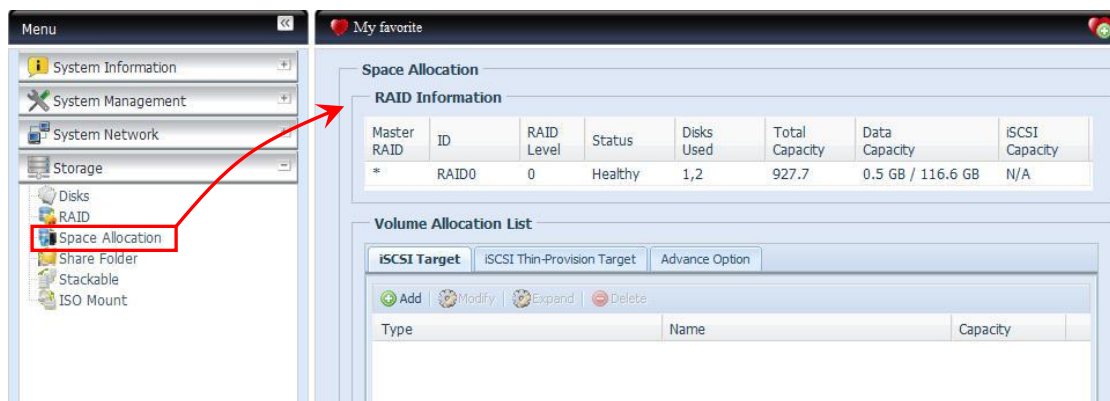 Menu
My favorite
System Information
System Management
System Network
Storage
Disks
RAID
Space Allocation
Share Folder
Stackable
ISO Mount
Space Allocation
RAID Information
Master RAID ID RAID Level Status Disks Used Total Capacity Data Capacity iSCSI Capacity
* RAID0 0 Healthy 1,2 927.7 0.5 GB / 116.6 GB N/A
Volume Allocation List
iSCSI Target iSCSI Thin-Provision Target Advance Option
Add Modify Expand Delete
Type Name Capacity